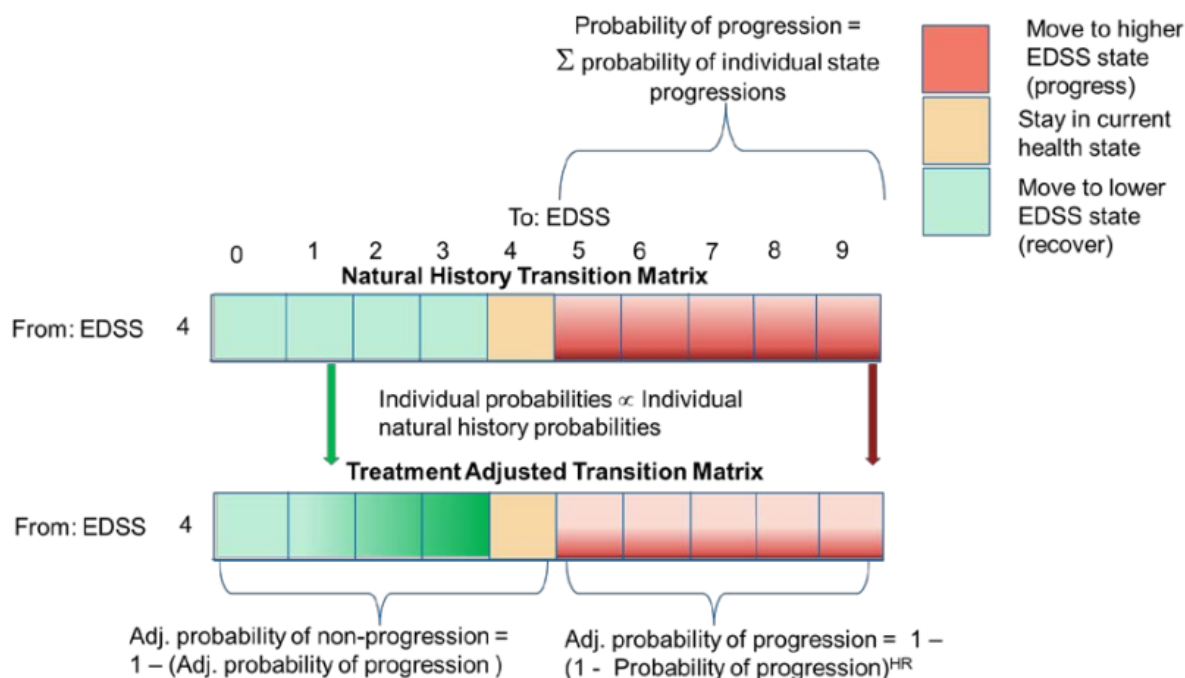 Probability of progression =
Σ probability of individual state
progressions
Move to higher
EDSS state
(progress)
Stay in current
health state
Move to lower
EDSS state
(recover)
To: EDSS
0 1 2 3 4 5 6 7 8 9
Natural History Transition Matrix
From: EDSS 4
Individual probabilities ∝ Individual
natural history probabilities
Treatment Adjusted Transition Matrix
From: EDSS 4
Adj. probability of non-progression =
1 – (Adj. probability of progression )
Adj. probability of progression = 1 –
(1 - Probability of progression)ᴴᴿ